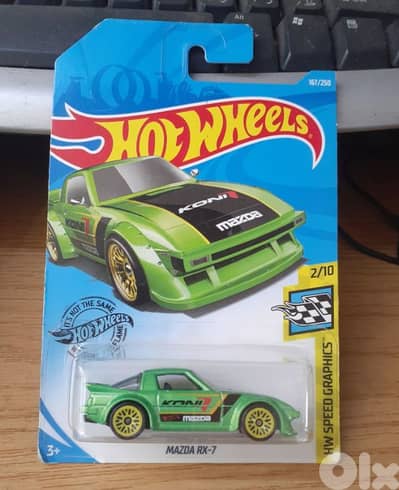 167/250
HOT WHEELS
KONI
mazda
2/10
HW SPEED GRAPHICS
IT'S NOT THE SAME
HOT WHEELS
KONI
mazda
MAZDA RX-7
OLX